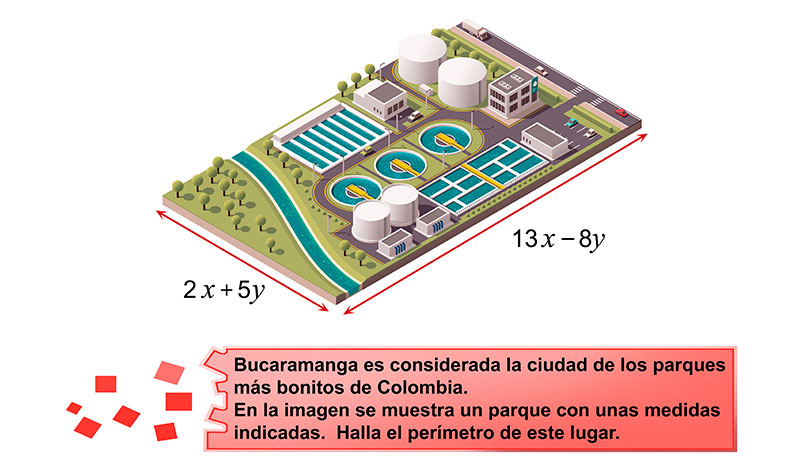 13x – 8y
2x + 5y
Bucaramanga es considerada la ciudad de los parques
más bonitos de Colombia.
En la imagen se muestra un parque con unas medidas
indicadas. Halla el perímetro de este lugar.